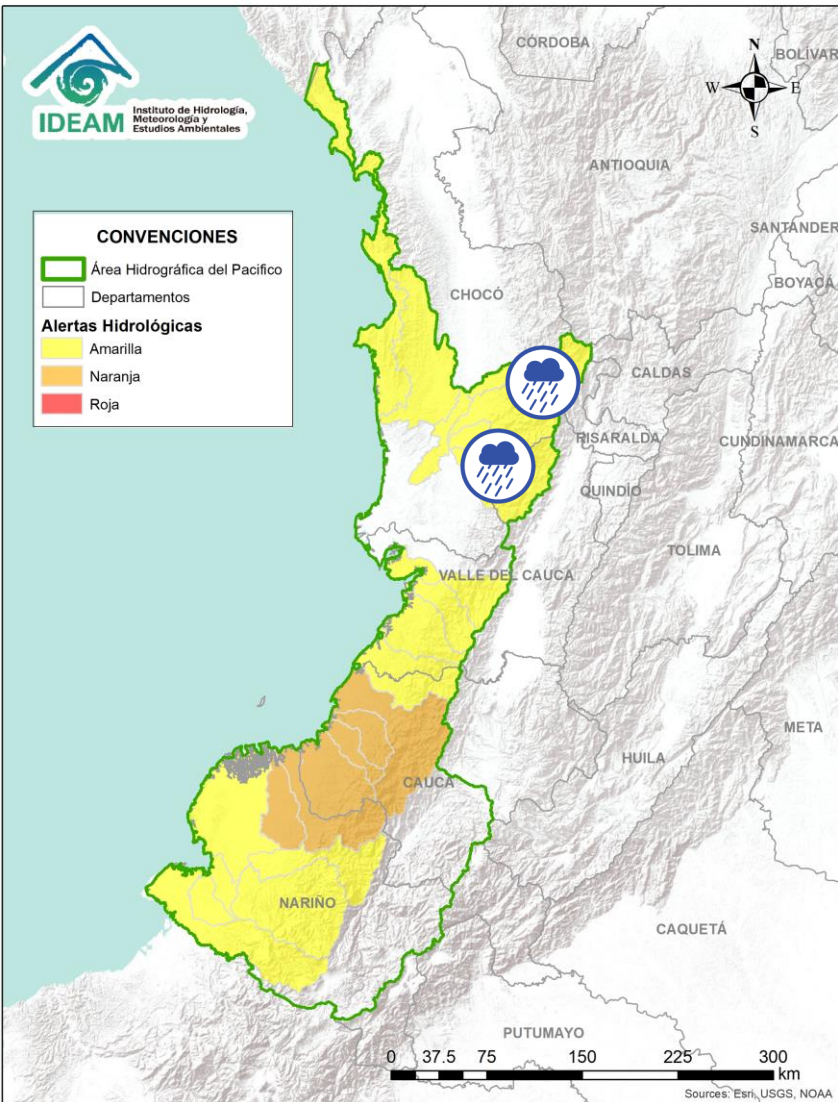 IDEAM
Instituto de Hidrología,
Meteorología y
Estudios Ambientales
CONVENCIONES
Área Hidrográfica del Pacifico
Departamentos
Alertas Hidrológicas
Amarilla
Naranja
Roja
N
W
E
S
CÓRDOBA
BOLÍVAR
ANTIOQUIA
SANTANDER
BOYACÁ
CHOCÓ
CALDAS
RISARALDA
CUNDINAMARCA
QUINDÍO
TOLIMA
VALLE DEL CAUCA
META
HUILA
CAUCA
NARIÑO
CAQUETÁ
PUTUMAYO
0 37.5 75 150 225 300
km
Sources: Esri, USGS, NOAA